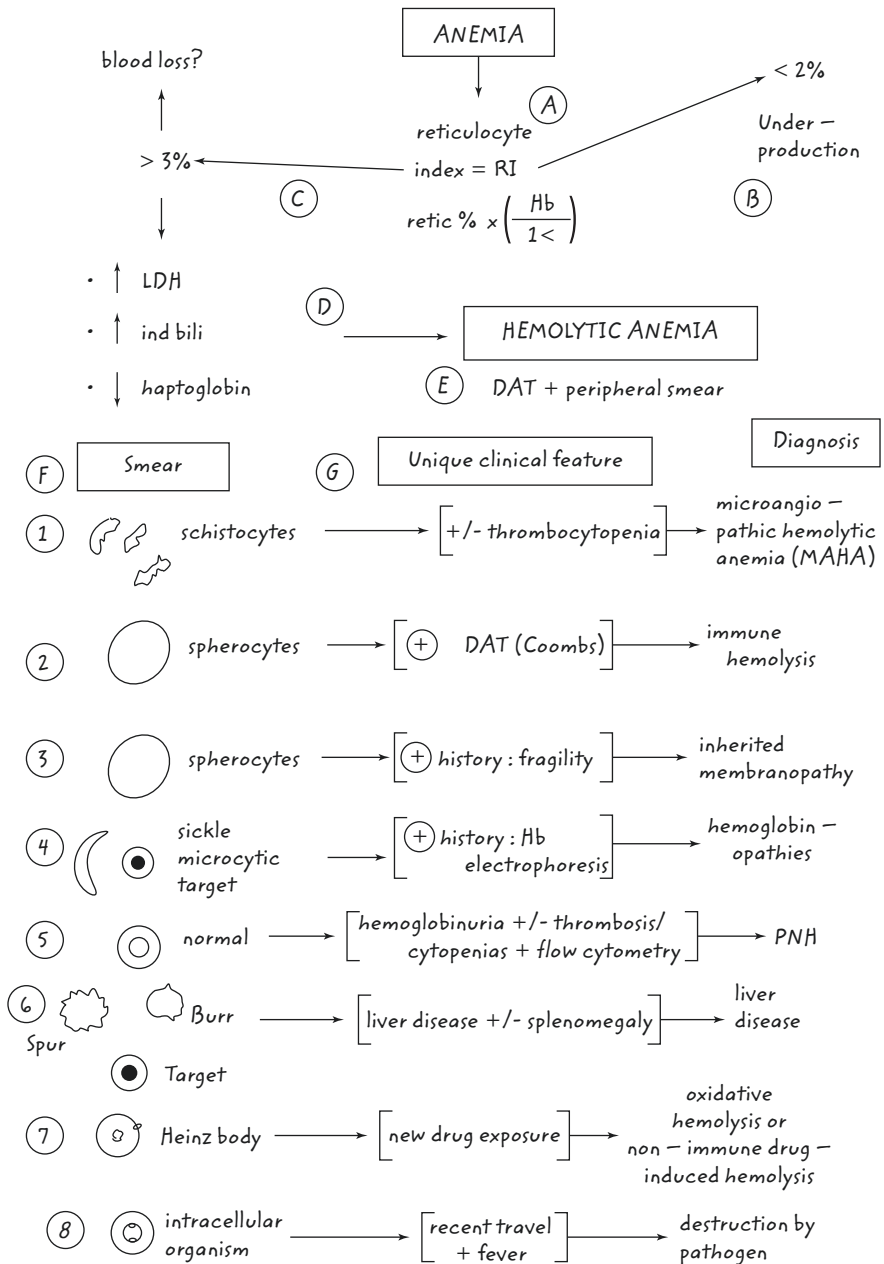 ANEMIA
blood loss?
< 2%
A
reticulocyte
index = RI
retic % x ( Hb / 1< )
> 3%
Under –
production
C
B
• ↑ LDH
• ↑ ind bili
• ↓ haptoglobin
D
HEMOLYTIC ANEMIA
E
DAT + peripheral smear
F
Smear
G
Unique clinical feature
Diagnosis
1
schistocytes
[+/- thrombocytopenia]
microangio –
pathic hemolytic
anemia (MAHA)
2
spherocytes
[+ DAT (Coombs)]
immune
hemolysis
3
spherocytes
[+ history : fragility]
inherited
membranopathy
4
sickle
microcytic
target
[+ history : Hb
electrophoresis]
hemoglobin –
opathies
5
normal
[hemoglobinuria +/- thrombosis/
cytopenias + flow cytometry]
PNH
6
Spur
Burr
Target
[liver disease +/- splenomegaly]
liver
disease
7
Heinz body
[new drug exposure]
oxidative
hemolysis or
non – immune drug –
induced hemolysis
8
intracellular
organism
[recent travel
+ fever]
destruction by
pathogen